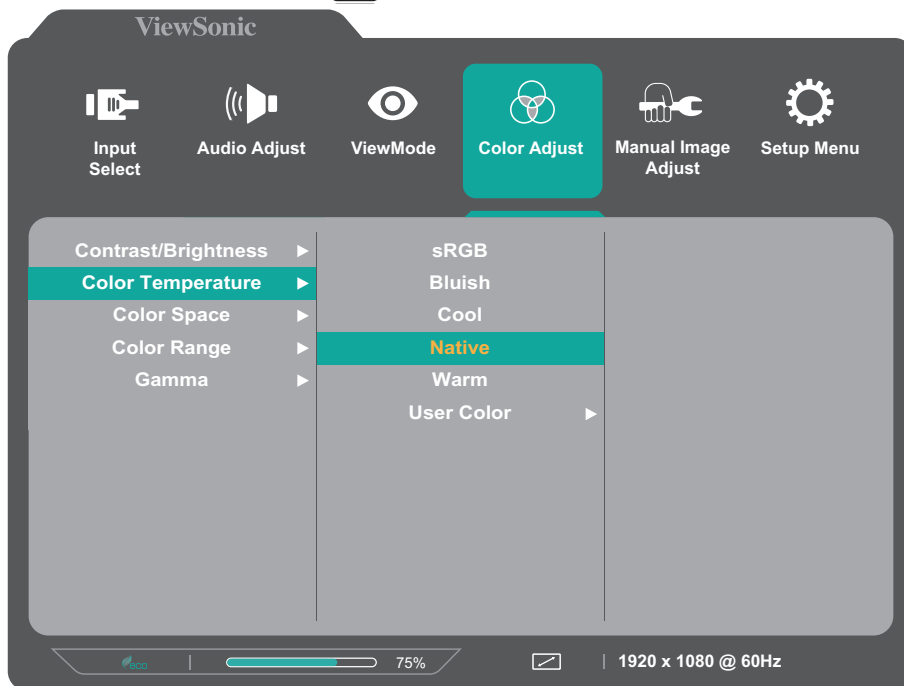 ViewSonic
Input
Select
Audio Adjust
ViewMode
Color Adjust
Manual Image
Adjust
Setup Menu
Contrast/Brightness
Color Temperature
Color Space
Color Range
Gamma
sRGB
Bluish
Cool
Native
Warm
User Color
eco
75%
1920 x 1080 @ 60Hz